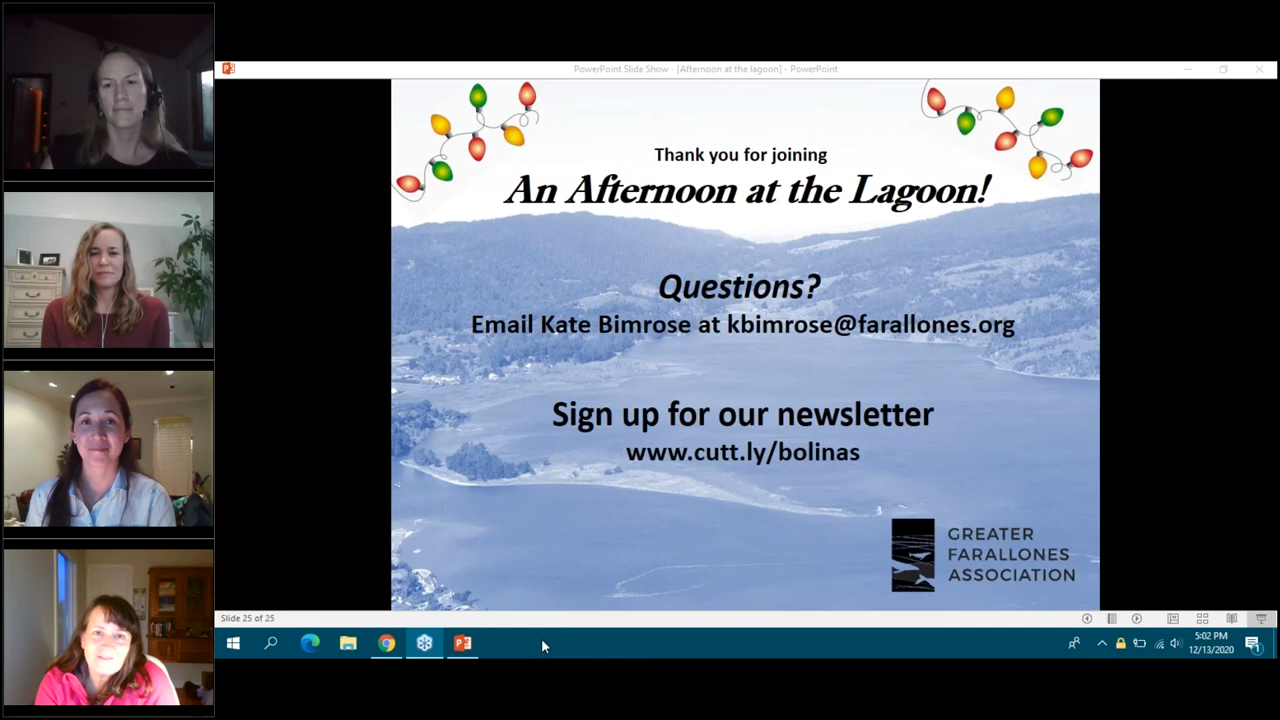 PowerPoint Slide Show - [Afternoon at the lagoon] - PowerPoint
Thank you for joining
An Afternoon at the Lagoon!
Questions?
Email Kate Bimrose at kbimrose@farallones.org
Sign up for our newsletter
www.cutt.ly/bolinas
GREATER
FARALLONES
ASSOCIATION
Slide 25 of 25
5:02 PM
12/13/2020
1